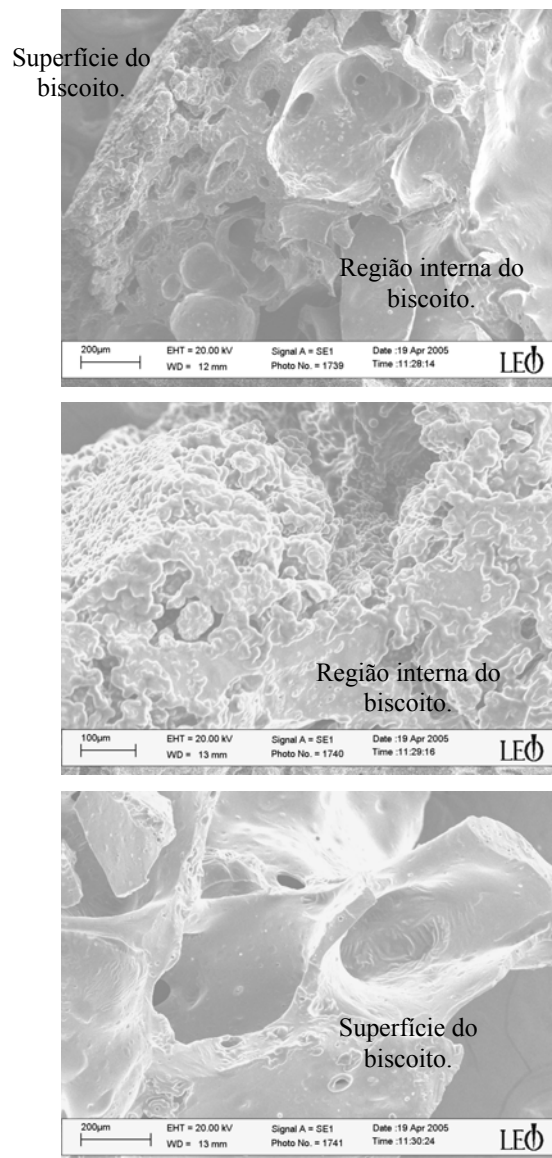 Superfície do
biscoito.
Região interna do
biscoito.
200µm
EHT = 20.00 kV
Signal A = SE1
Date :19 Apr 2005
WD = 12 mm
Photo No. = 1739
Time :11:28:14
LEO
Região interna do
biscoito.
100µm
EHT = 20.00 kV
Signal A = SE1
Date :19 Apr 2005
WD = 13 mm
Photo No. = 1740
Time :11:29:16
LEO
Superfície do
biscoito.
200µm
EHT = 20.00 kV
Signal A = SE1
Date :19 Apr 2005
WD = 13 mm
Photo No. = 1741
Time :11:30:24
LEO